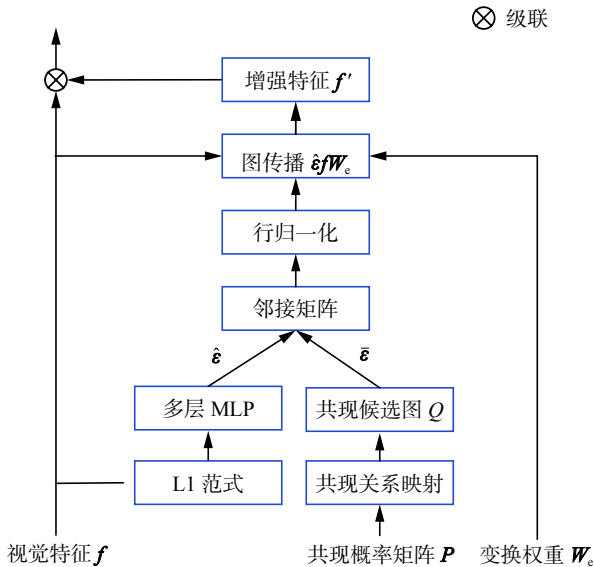 ⊗ 级联
增强特征 f′
图传播 ε̂fWe
行归一化
邻接矩阵
ε̂ ε̄
多层 MLP 共现候选图 Q
L1 范式 共现关系映射
视觉特征 f 共现概率矩阵 P 变换权重 We